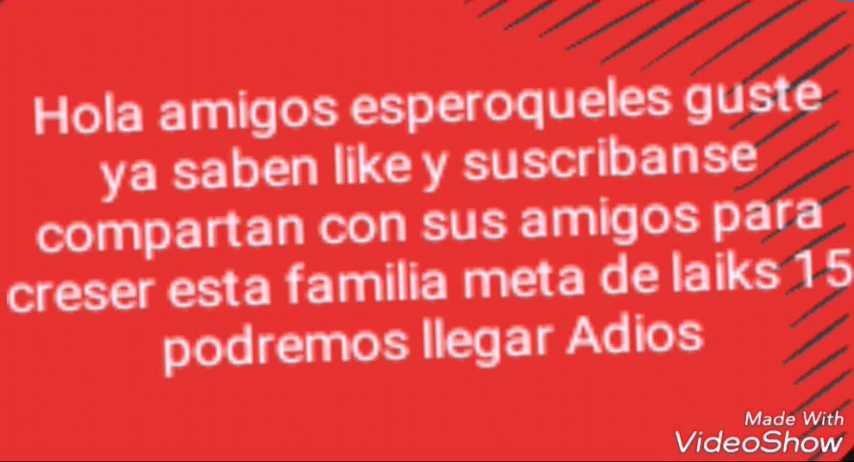 Hola amigos esperoqueles guste
ya saben like y suscribanse
compartan con sus amigos para
creser esta familia meta de laiks 15
podremos llegar Adios
Made With
VideoShow